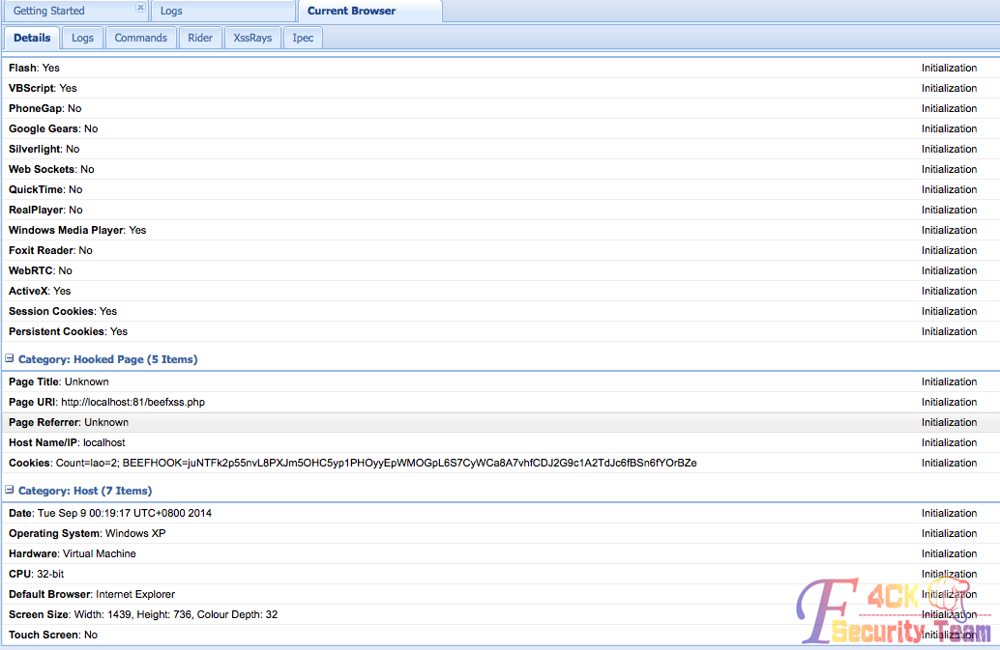 Getting Started Logs Current Browser
Details Logs Commands Rider XssRays Ipec
Flash: Yes Initialization
VBScript: Yes Initialization
PhoneGap: No Initialization
Google Gears: No Initialization
Silverlight: No Initialization
Web Sockets: No Initialization
QuickTime: No Initialization
RealPlayer: No Initialization
Windows Media Player: Yes Initialization
Foxit Reader: No Initialization
WebRTC: No Initialization
ActiveX: Yes Initialization
Session Cookies: Yes Initialization
Persistent Cookies: Yes Initialization
Category: Hooked Page (5 Items)
Page Title: Unknown Initialization
Page URI: http://localhost:81/beefxss.php Initialization
Page Referrer: Unknown Initialization
Host Name/IP: localhost Initialization
Cookies: Count=lao=2; BEEFHOOK=juNTFk2p55nvL8PXJm5OHC5yp1PHOyyEpWMOGpL6S7CyWCa8A7vhfCDJ2G9c1A2TdJc6fBSn6fYOrBZe Initialization
Category: Host (7 Items)
Date: Tue Sep 9 00:19:17 UTC+0800 2014 Initialization
Operating System: Windows XP Initialization
Hardware: Virtual Machine Initialization
CPU: 32-bit Initialization
Default Browser: Internet Explorer Initialization
Screen Size: Width: 1439, Height: 736, Colour Depth: 32 Initialization
Touch Screen: No Initialization
F4CK
Security Team